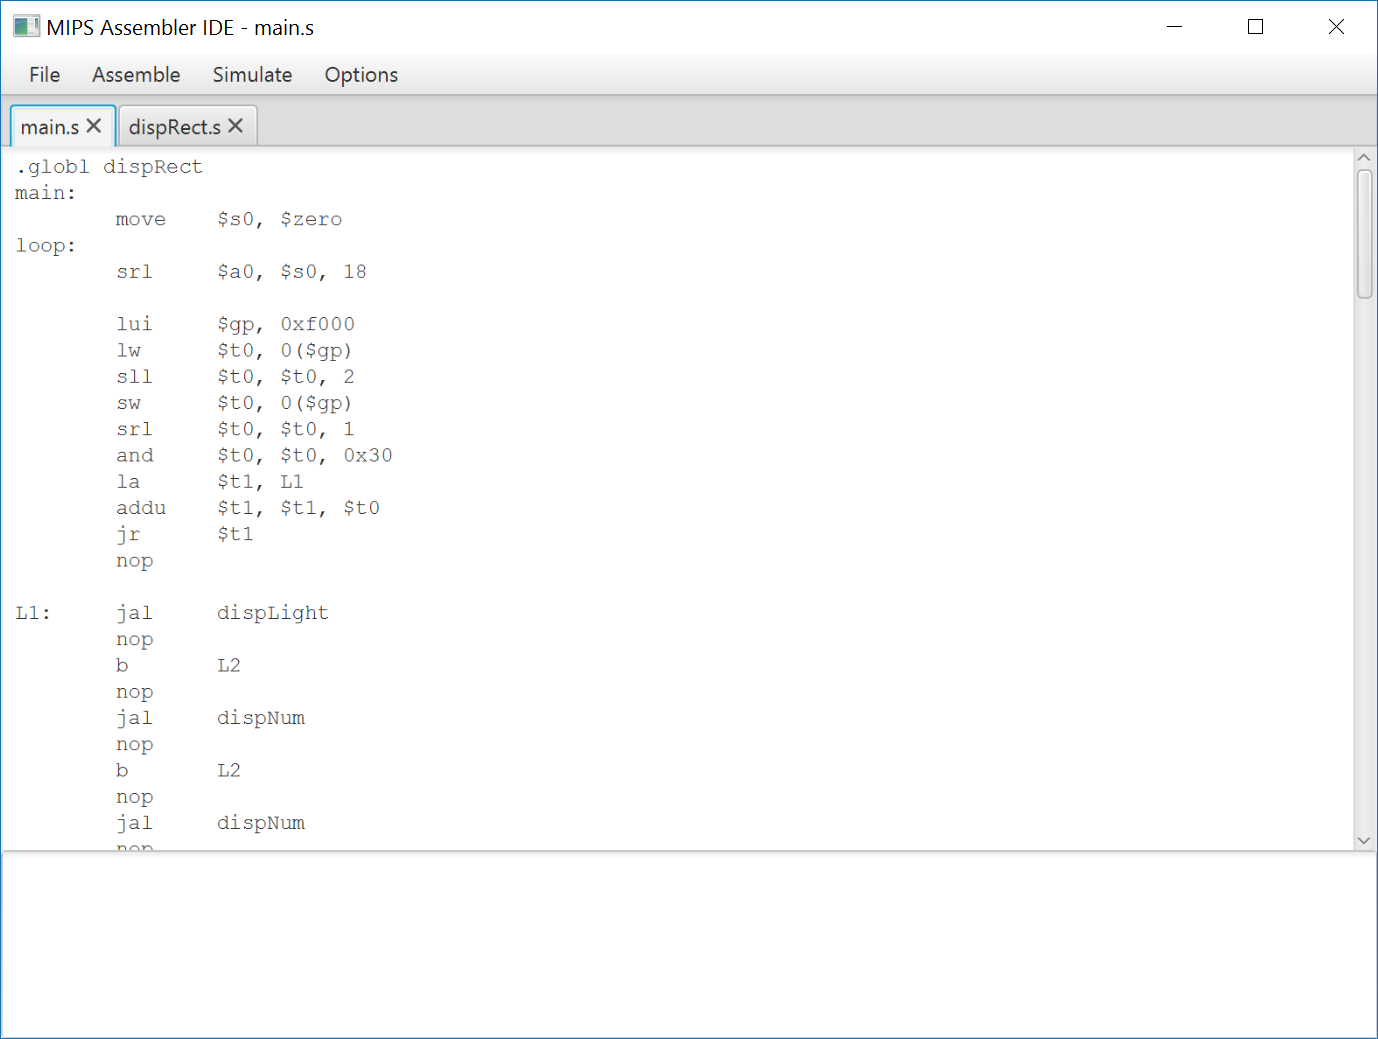 MIPS Assembler IDE - main.s
File Assemble Simulate Options
main.s dispRect.s
.globl dispRect
main:
move $s0, $zero
loop:
srl $a0, $s0, 18
lui $gp, 0xf000
lw $t0, 0($gp)
sll $t0, $t0, 2
sw $t0, 0($gp)
srl $t0, $t0, 1
and $t0, $t0, 0x30
la $t1, L1
addu $t1, $t1, $t0
jr $t1
nop
L1: jal dispLight
nop
b L2
nop
jal dispNum
nop
b L2
nop
jal dispNum
nop